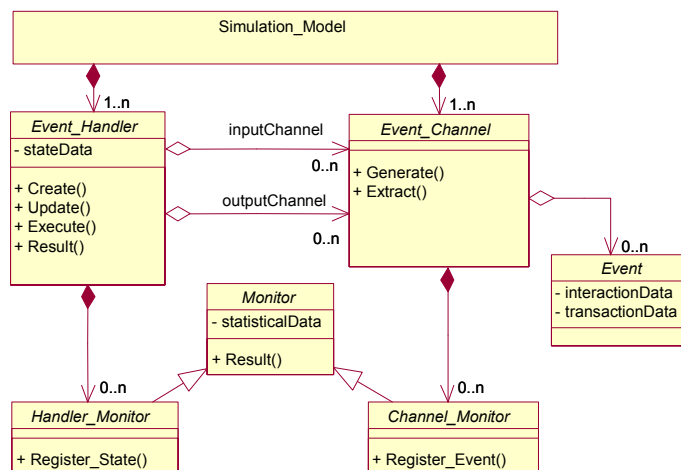 Simulation_Model
1..n
1..n
Event_Handler
- stateData
+ Create()
+ Update()
+ Execute()
+ Result()
inputChannel
0..n
outputChannel
0..n
Event_Channel
+ Generate()
+ Extract()
0..n
Event
- interactionData
- transactionData
Monitor
- statisticalData
+ Result()
0..n
Handler_Monitor
+ Register_State()
0..n
Channel_Monitor
+ Register_Event()